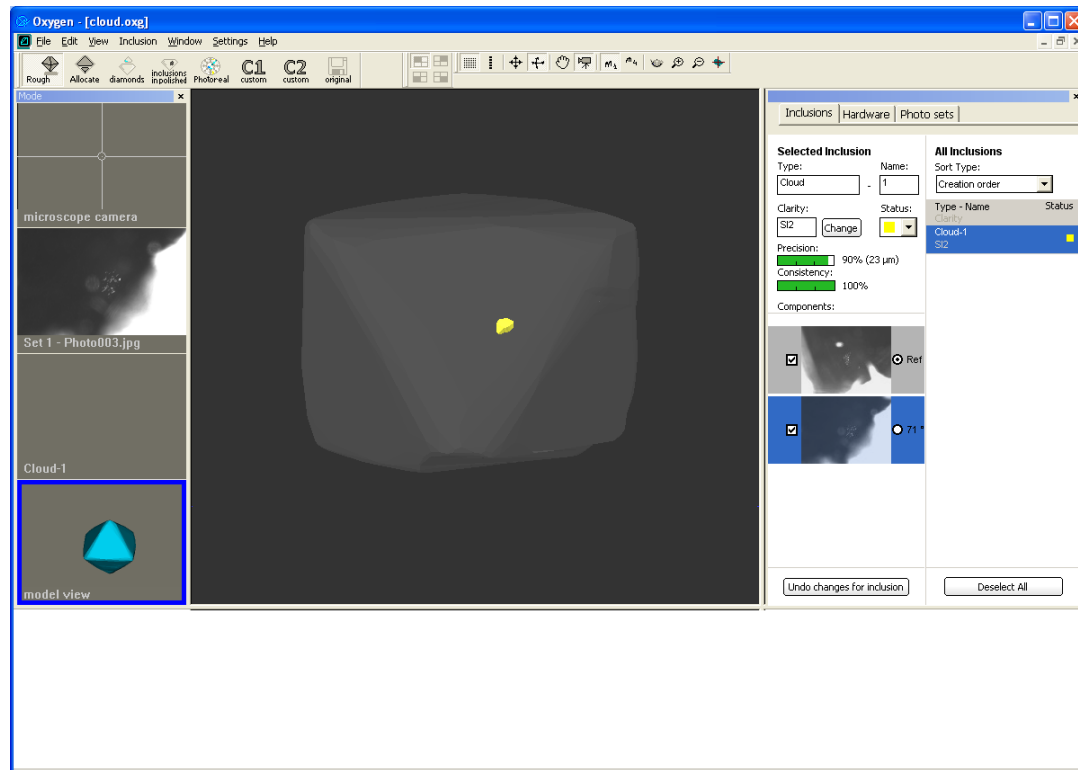 Oxygen - [cloud.oxg]
File Edit View Inclusion Window Settings Help
Rough Allocate diamonds inclusions inpolished Photoreal C1 custom C2 custom original
Mode
microscope camera
Set 1 - Photo003.jpg
Cloud-1
model view
Inclusions Hardware Photo sets
Selected Inclusion
Type: Name:
Cloud - 1
Clarity: Status:
SI2 Change
Precision:
90% (23 μm)
Consistency:
100%
Components:
Ref
71 °
Undo changes for inclusion
All Inclusions
Sort Type:
Creation order
Type - Name Status
Clarity
Cloud-1
SI2
Deselect All